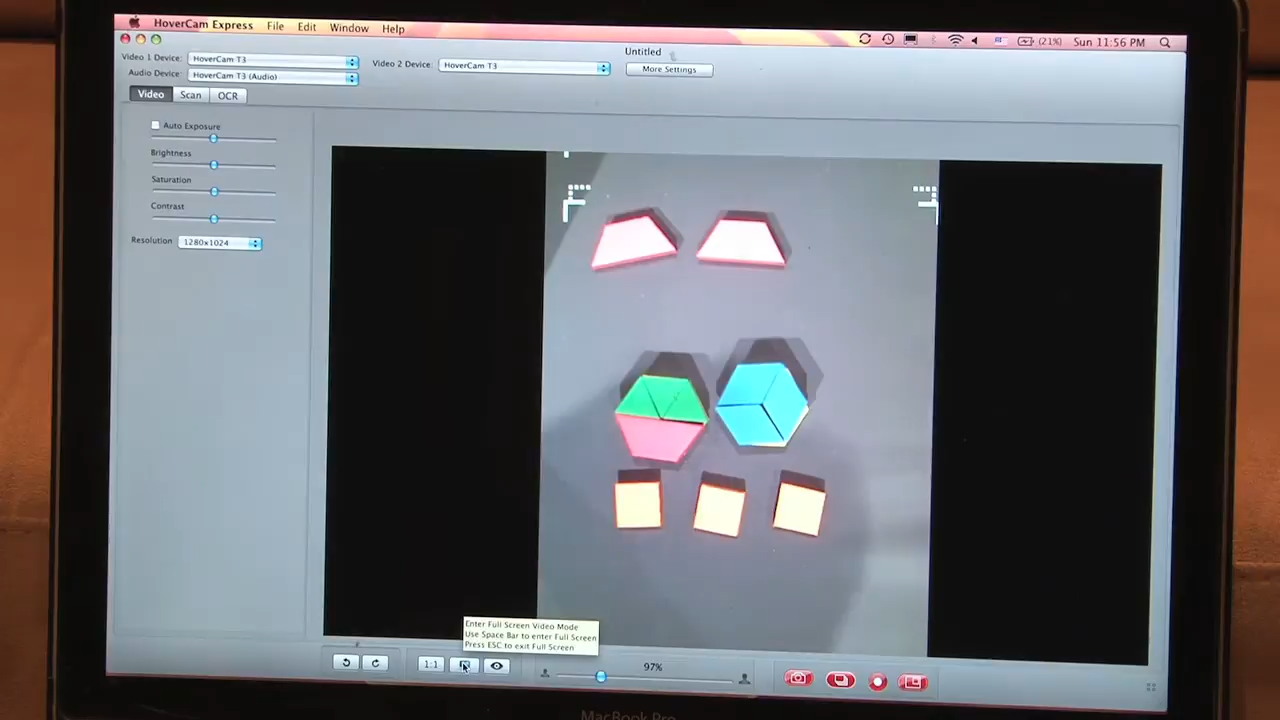 HoverCam Express File Edit Window Help
(21%) Sun 11:56 PM
Untitled
Video 1 Device: HoverCam T3
Video 2 Device: HoverCam T3
More Settings
Audio Device: HoverCam T3 (Audio)
Video Scan OCR
Auto Exposure
Brightness
Saturation
Contrast
Resolution 1280x1024
Enter Full Screen Video Mode
Use Space Bar to enter Full Screen
Press ESC to exit Full Screen
1:1
97%
MacBook Pro